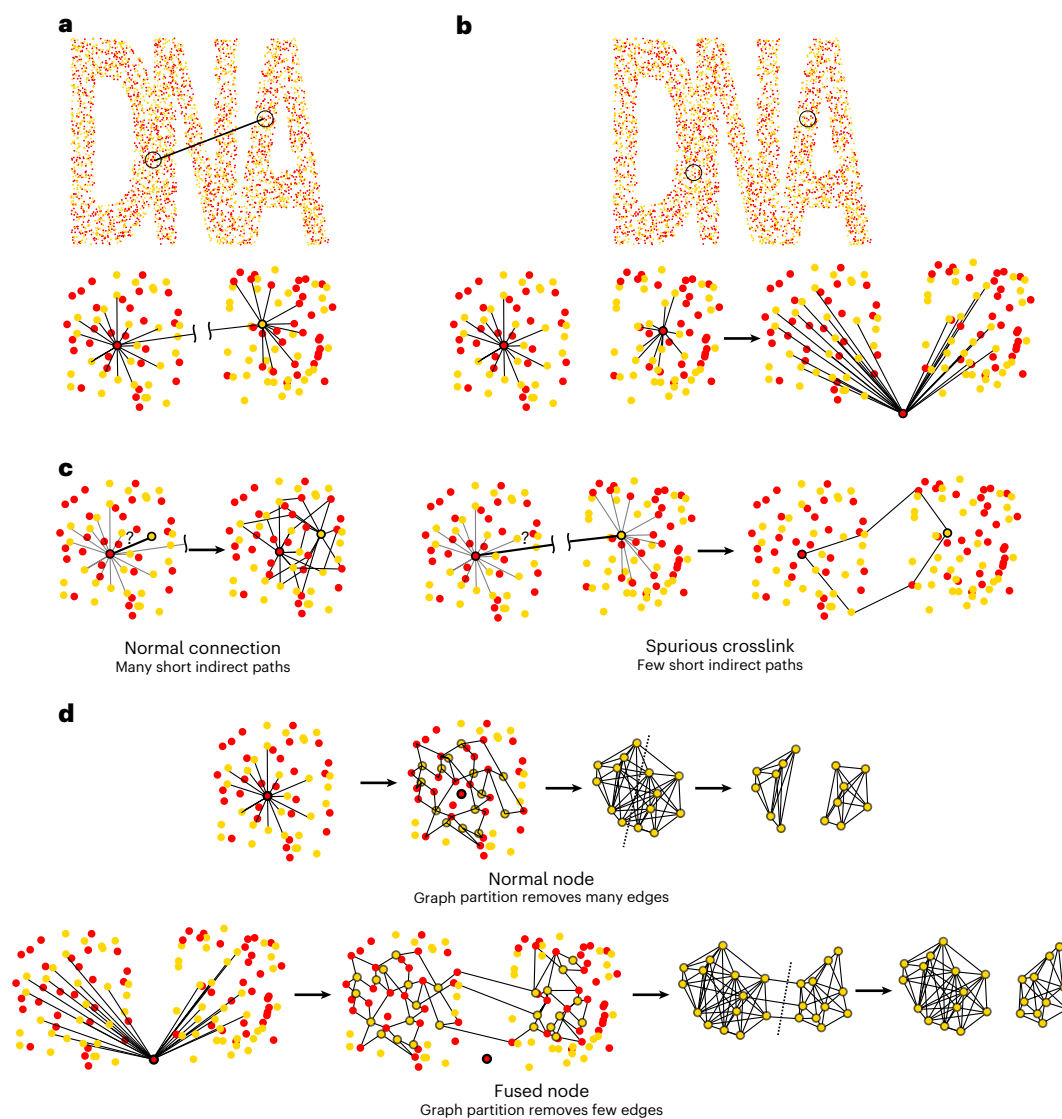 a
b
DNA
DNA
c
?
?
Normal connection
Many short indirect paths
Spurious crosslink
Few short indirect paths
d
Normal node
Graph partition removes many edges
Fused node
Graph partition removes few edges